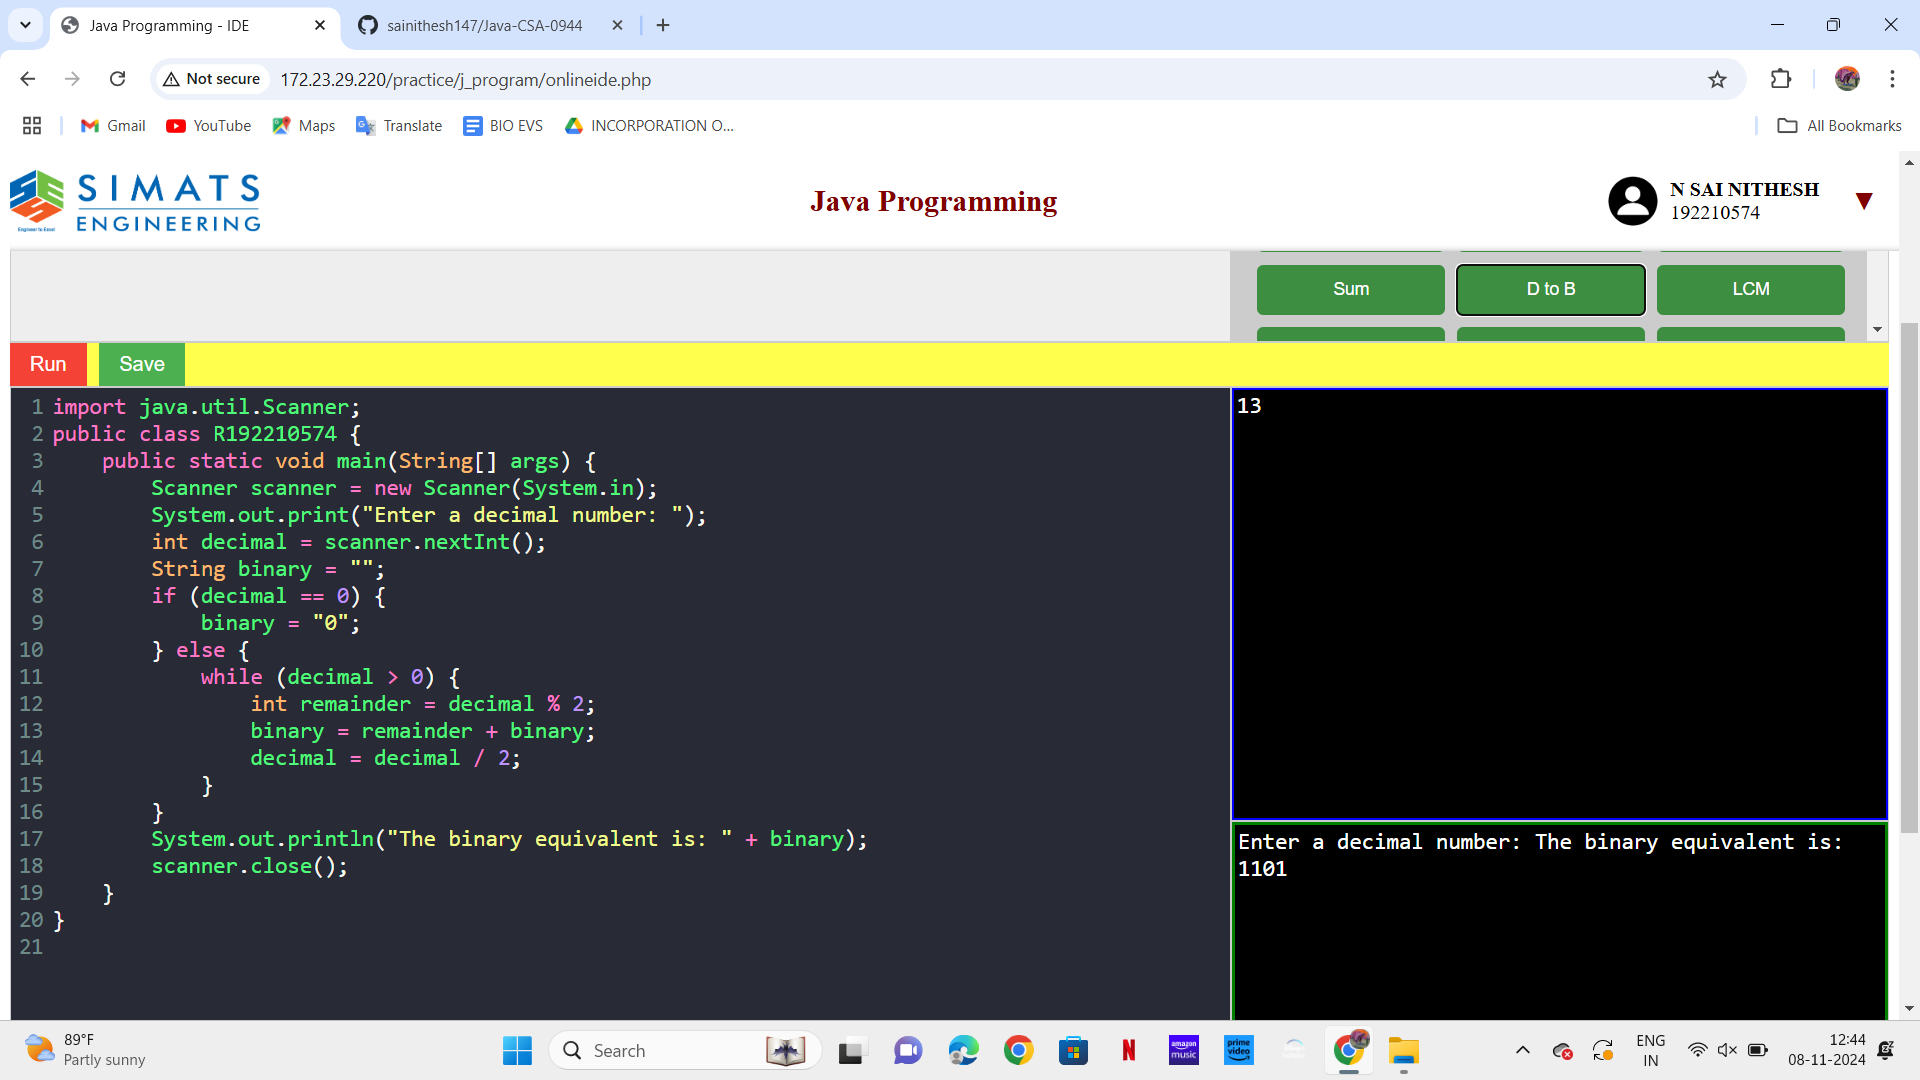 Java Programming - IDE
sainithesh147/Java-CSA-0944
Not secure
172.23.29.220/practice/j_program/onlineide.php
Gmail
YouTube
Maps
Translate
BIO EVS
INCORPORATION O...
All Bookmarks
SIMATS
ENGINEERING
Engineer to Excel
Java Programming
N SAI NITHESH
192210574
Sum
D to B
LCM
Run
Save
1 import java.util.Scanner;
2 public class R192210574 {
3     public static void main(String[] args) {
4         Scanner scanner = new Scanner(System.in);
5         System.out.print("Enter a decimal number: ");
6         int decimal = scanner.nextInt();
7         String binary = "";
8         if (decimal == 0) {
9             binary = "0";
10         } else {
11             while (decimal > 0) {
12                 int remainder = decimal % 2;
13                 binary = remainder + binary;
14                 decimal = decimal / 2;
15             }
16         }
17         System.out.println("The binary equivalent is: " + binary);
18         scanner.close();
19     }
20 }
21
13
Enter a decimal number: The binary equivalent is:
1101
89°F
Partly sunny
Search
N
amazon music
prime video
ENG
IN
12:44
08-11-2024